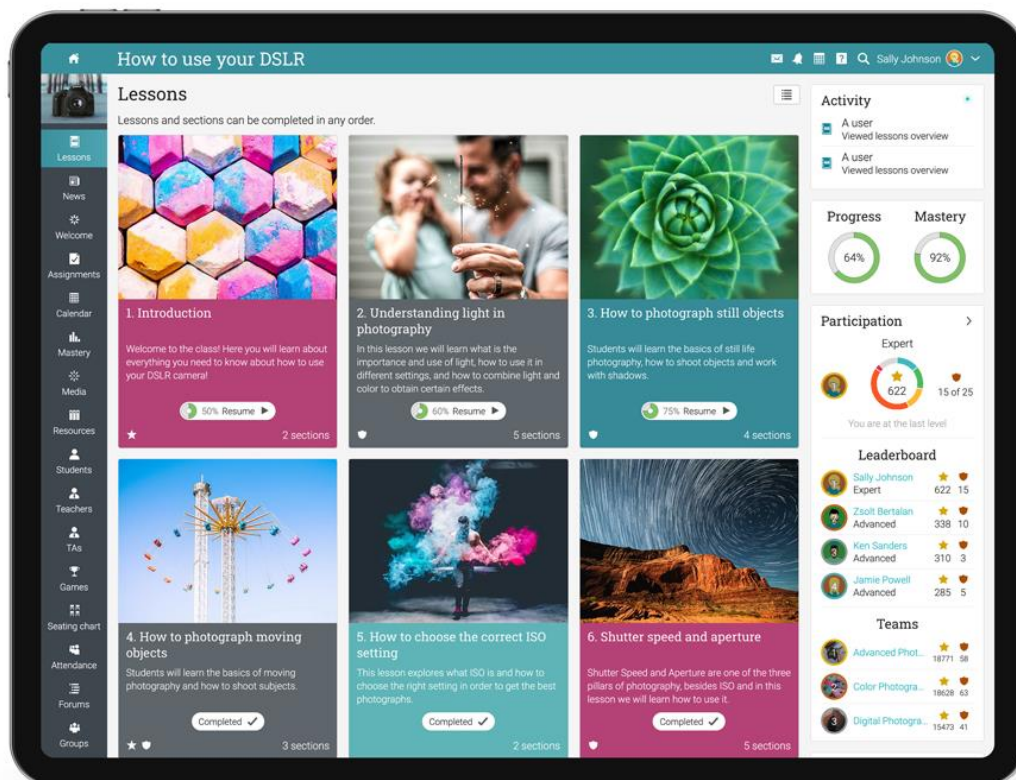 How to use your DSLR
Sally Johnson
Lessons
News
Welcome
Assignments
Calendar
Mastery
Media
Resources
Students
Teachers
TAs
Games
Seating chart
Attendance
Forums
Groups
Lessons
Lessons and sections can be completed in any order.
1. Introduction
Welcome to the class! Here you will learn about
everything you need to know about how to use
your DSLR camera!
50% Resume
2 sections
2. Understanding light in
photography
In this lesson we will learn what is the
importance and use of light, how to use it in
different settings, and how to combine light and
color to obtain certain effects.
60% Resume
5 sections
3. How to photograph still objects
Students will learn the basics of still life
photography, how to shoot objects and work
with shadows.
75% Resume
4 sections
4. How to photograph moving
objects
Students will learn the basics of moving
photography and how to shoot subjects.
Completed
3 sections
5. How to choose the correct ISO
setting
This lesson explores what ISO is and how to
choose the right setting in order to get the best
photographs.
Completed
2 sections
6. Shutter speed and aperture
Shutter Speed and Aperture are one of the three
pillars of photography, besides ISO and in this
lesson we will learn how to use it.
Completed
5 sections
Activity
A user
Viewed lessons overview
A user
Viewed lessons overview
Progress Mastery
64% 92%
Participation
Expert
622
15 of 25
You are at the last level
Leaderboard
Sally Johnson
Expert 622 15
Zsolt Bertalan
Advanced 338 10
Ken Sanders
Advanced 310 3
Jamie Powell
Advanced 285 5
Teams
Advanced Phot...
18771 58
Color Photogra...
18628 63
Digital Photogra...
15473 41